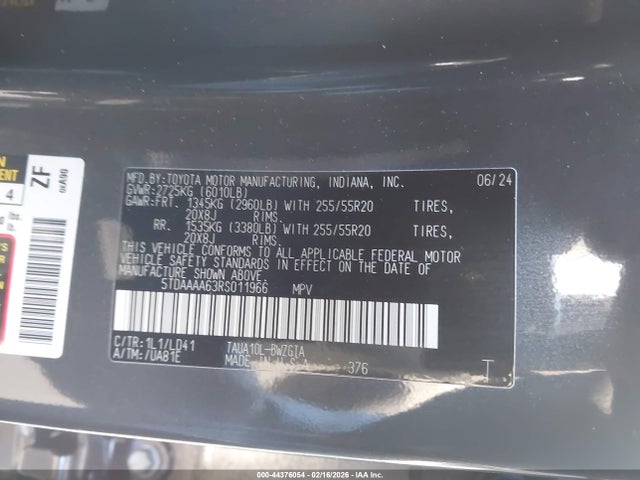 MFD.BY:TOYOTA MOTOR MANUFACTURING, INDIANA, INC. 06/24
GVWR:2725KG (6010LB)
GAWR:FRT. 1345KG (2960LB) WITH 255/55R20 TIRES,
20X8J RIMS.
RR. 1535KG (3380LB) WITH 255/55R20 TIRES,
20X8J RIMS.
THIS VEHICLE CONFORMS TO ALL APPLICABLE FEDERAL MOTOR
VEHICLE SAFETY STANDARDS IN EFFECT ON THE DATE OF
MANUFACTURE SHOWN ABOVE.
5TDAAAA63RS011966 MPV
C/TR:1L1/LD41 TAUA10L-BWZGTA
A/TM:/UA81E MADE IN U.S.A. 376 T
ZF
4
000-44376054 - 02/16/2026 - IAA Inc.